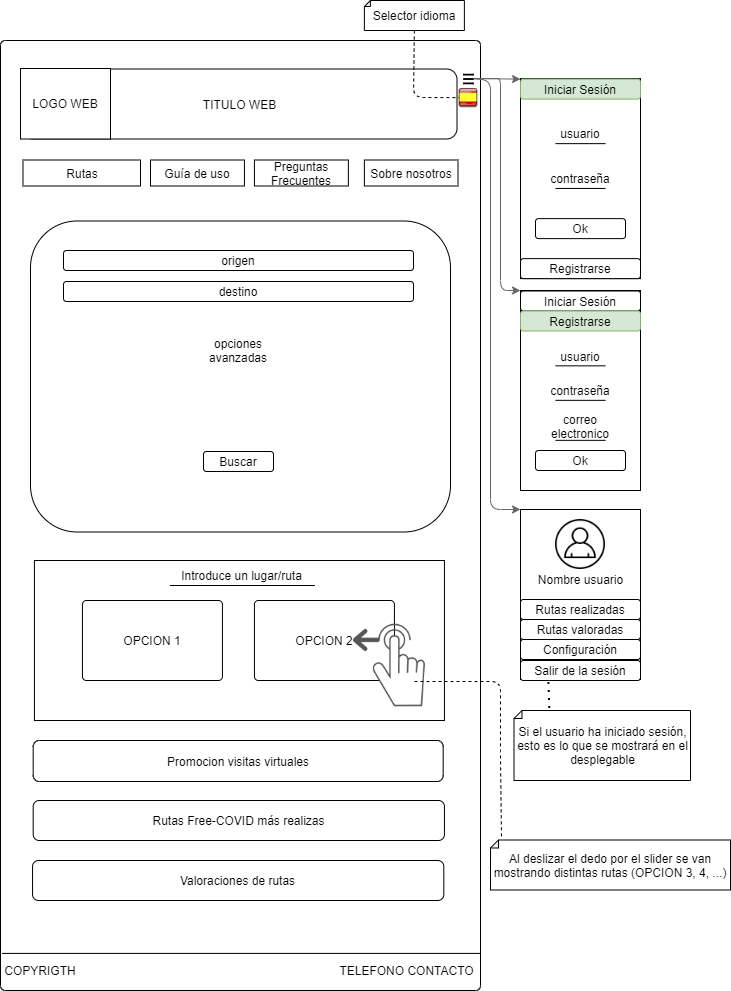 Selector idioma
LOGO WEB
TITULO WEB
Rutas
Guía de uso
Preguntas
Frecuentes
Sobre nosotros
origen
destino
opciones
avanzadas
Buscar
Introduce un lugar/ruta
OPCION 1
OPCION 2
Promocion visitas virtuales
Rutas Free-COVID más realizas
Valoraciones de rutas
COPYRIGTH
TELEFONO CONTACTO
Iniciar Sesión
usuario
contraseña
Ok
Registrarse
Iniciar Sesión
Registrarse
usuario
contraseña
correo
electronico
Ok
Nombre usuario
Rutas realizadas
Rutas valoradas
Configuración
Salir de la sesión
Si el usuario ha iniciado sesión,
esto es lo que se mostrará en el
desplegable
Al deslizar el dedo por el slider se van
mostrando distintas rutas (OPCION 3, 4, ...)